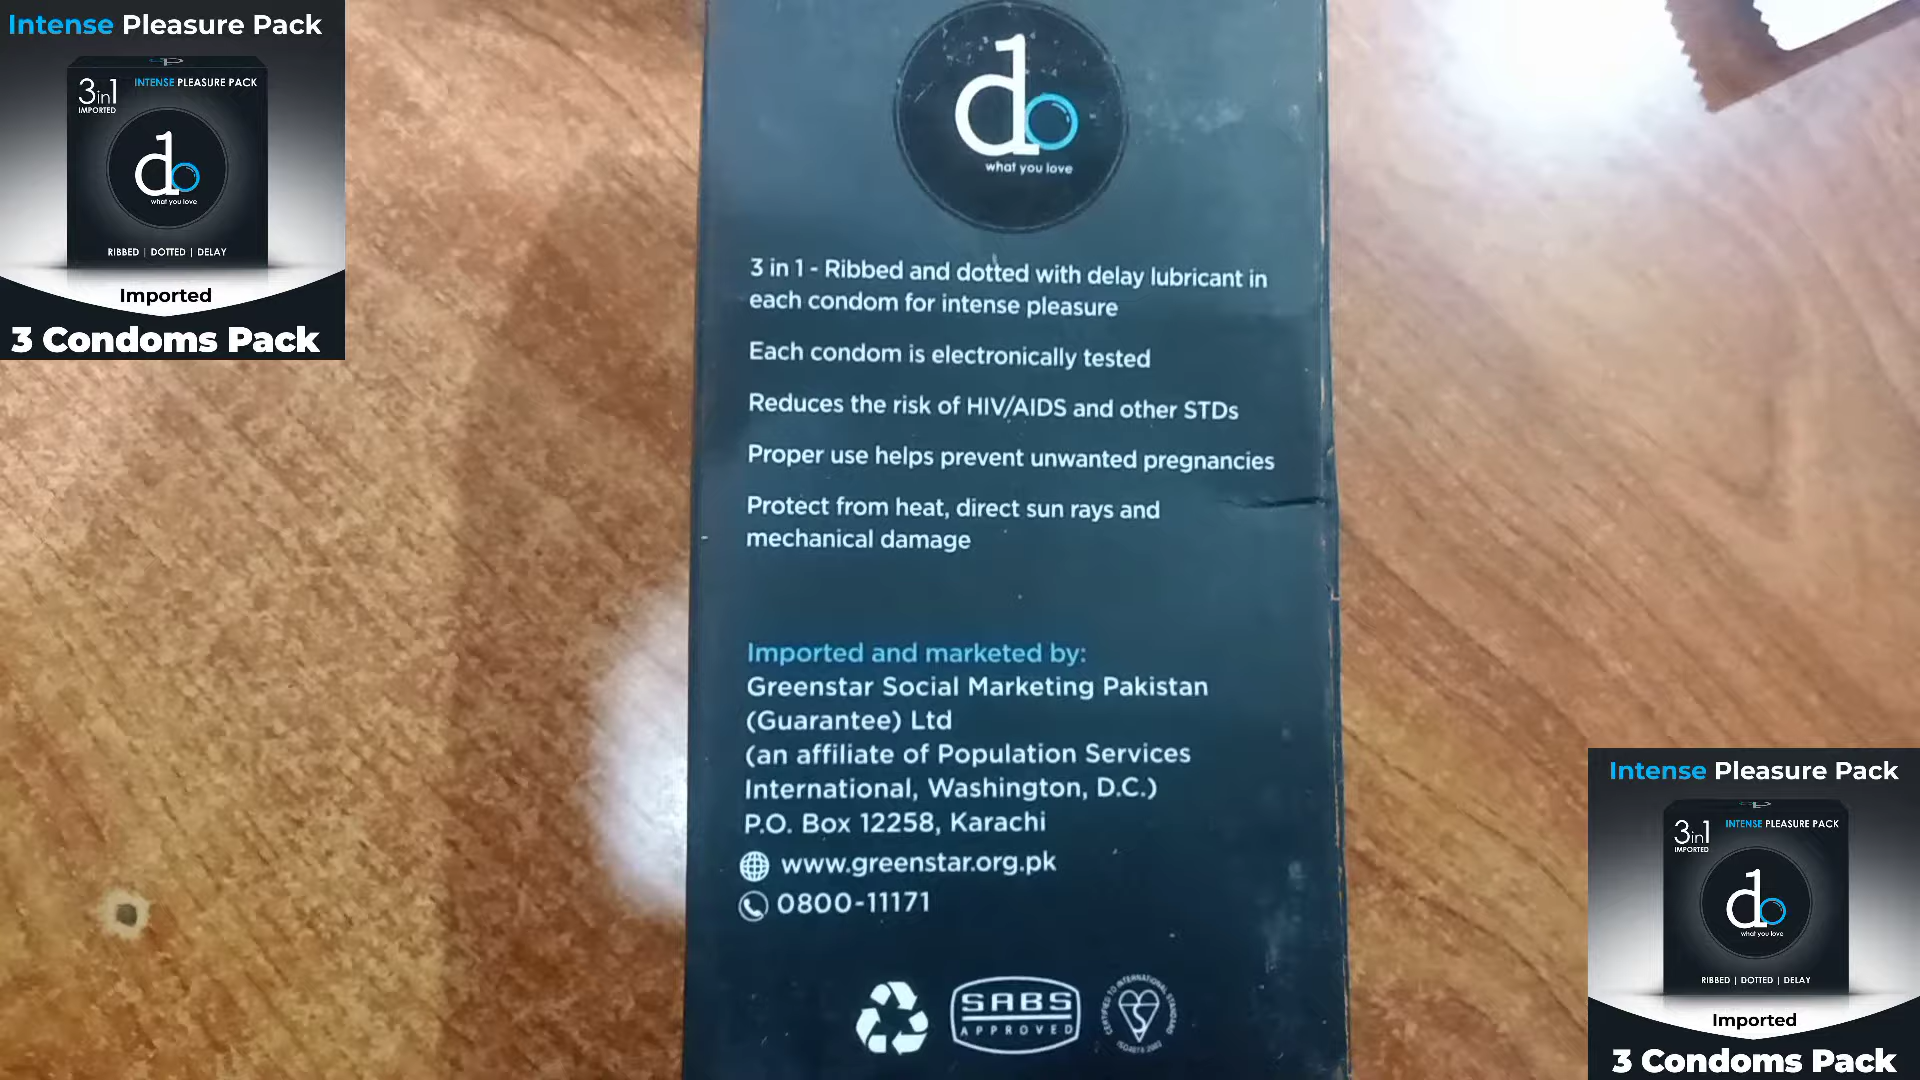 Intense Pleasure Pack
3in1
IMPORTED
INTENSE PLEASURE PACK
do
what you love
RIBBED | DOTTED | DELAY
Imported
3 Condoms Pack
do
what you love
3 in 1 - Ribbed and dotted with delay lubricant in
each condom for intense pleasure
Each condom is electronically tested
Reduces the risk of HIV/AIDS and other STDs
Proper use helps prevent unwanted pregnancies
Protect from heat, direct sun rays and
mechanical damage
Imported and marketed by:
Greenstar Social Marketing Pakistan
(Guarantee) Ltd
(an affiliate of Population Services
International, Washington, D.C.)
P.O. Box 12258, Karachi
www.greenstar.org.pk
0800-11171
SABS
APPROVED
CERTIFIED TO INTERNATIONAL STANDARD
Intense Pleasure Pack
3in1
IMPORTED
INTENSE PLEASURE PACK
do
what you love
RIBBED | DOTTED | DELAY
Imported
3 Condoms Pack